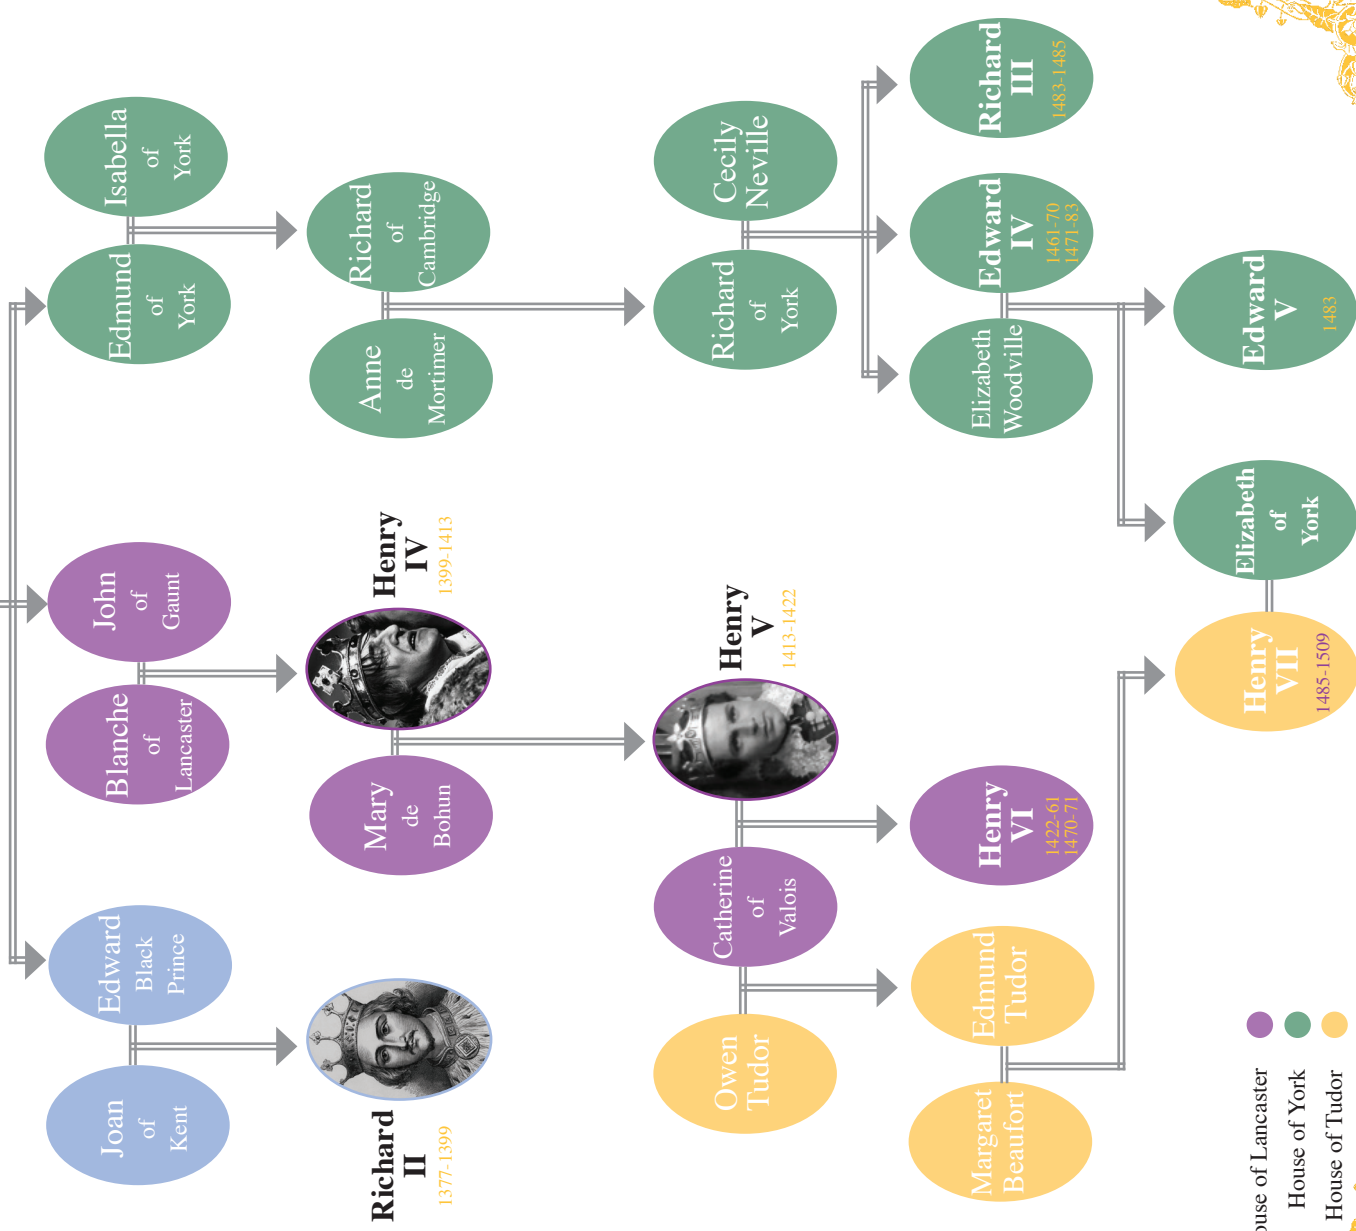 Joan
of
Kent
Edward
Black
Prince
Blanche
of
Lancaster
John
of
Gaunt
Edmund
of
York
Isabella
of
York
Richard
II
1377-1399
Mary
de
Bohun
Henry
IV
1399-1413
Anne
de
Mortimer
Richard
of
Cambridge
Owen
Tudor
Catherine
of
Valois
Henry
V
1413-1422
Richard
of
York
Cecily
Neville
Margaret
Beaufort
Edmund
Tudor
Henry
VI
1422-61
1470-71
Elizabeth
Woodville
Edward
IV
1461-70
1471-83
Richard
III
1483-1485
Henry
VII
1485-1509
Elizabeth
of
York
Edward
V
1483
ouse of Lancaster
House of York
House of Tudor